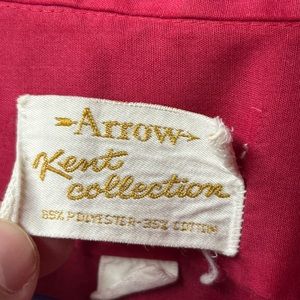 Arrow
Kent
collection
65% POLYESTER-35% COTTON